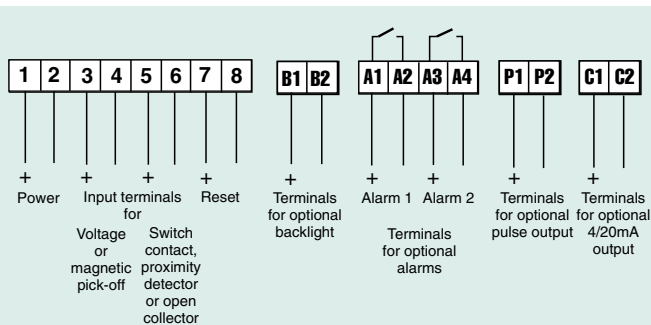 1 2 3 4 5 6 7 8
B1 B2
A1 A2 A3 A4
P1 P2
C1 C2
+ + + + + + + + +
Power
Input terminals
for
Voltage
or
magnetic
pick-off
Switch
contact,
proximity
detector
or open
collector
Reset
Terminals
for optional
backlight
Alarm 1 Alarm 2
Terminals
for optional
alarms
Terminals
for optional
pulse output
Terminals
for optional
4/20mA
output